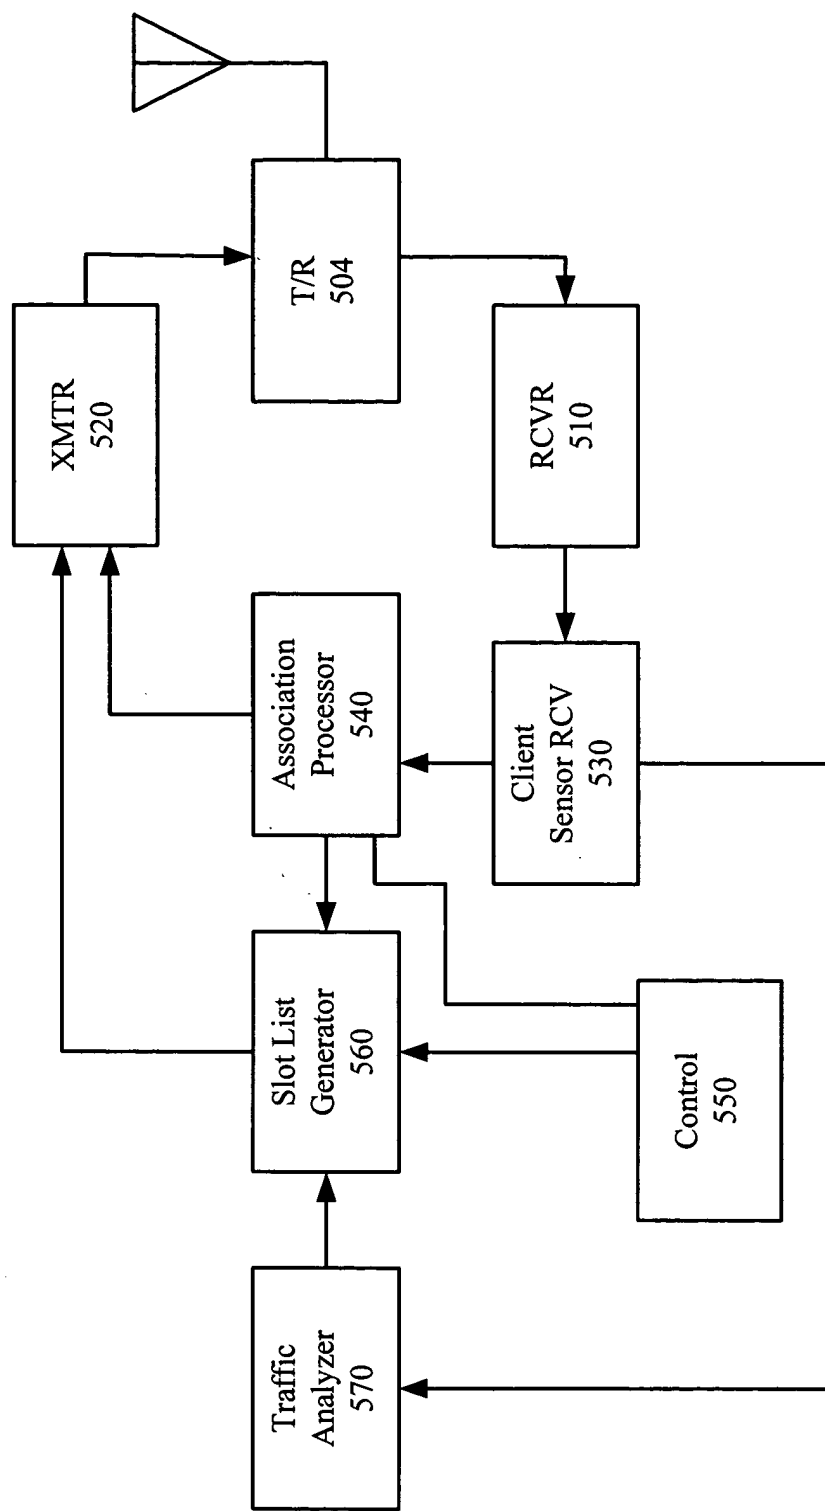 Traffic
Analyzer
570
Slot List
Generator
560
Association
Processor
540
XMTR
520
T/R
504
RCVR
510
Client
Sensor RCV
530
Control
550